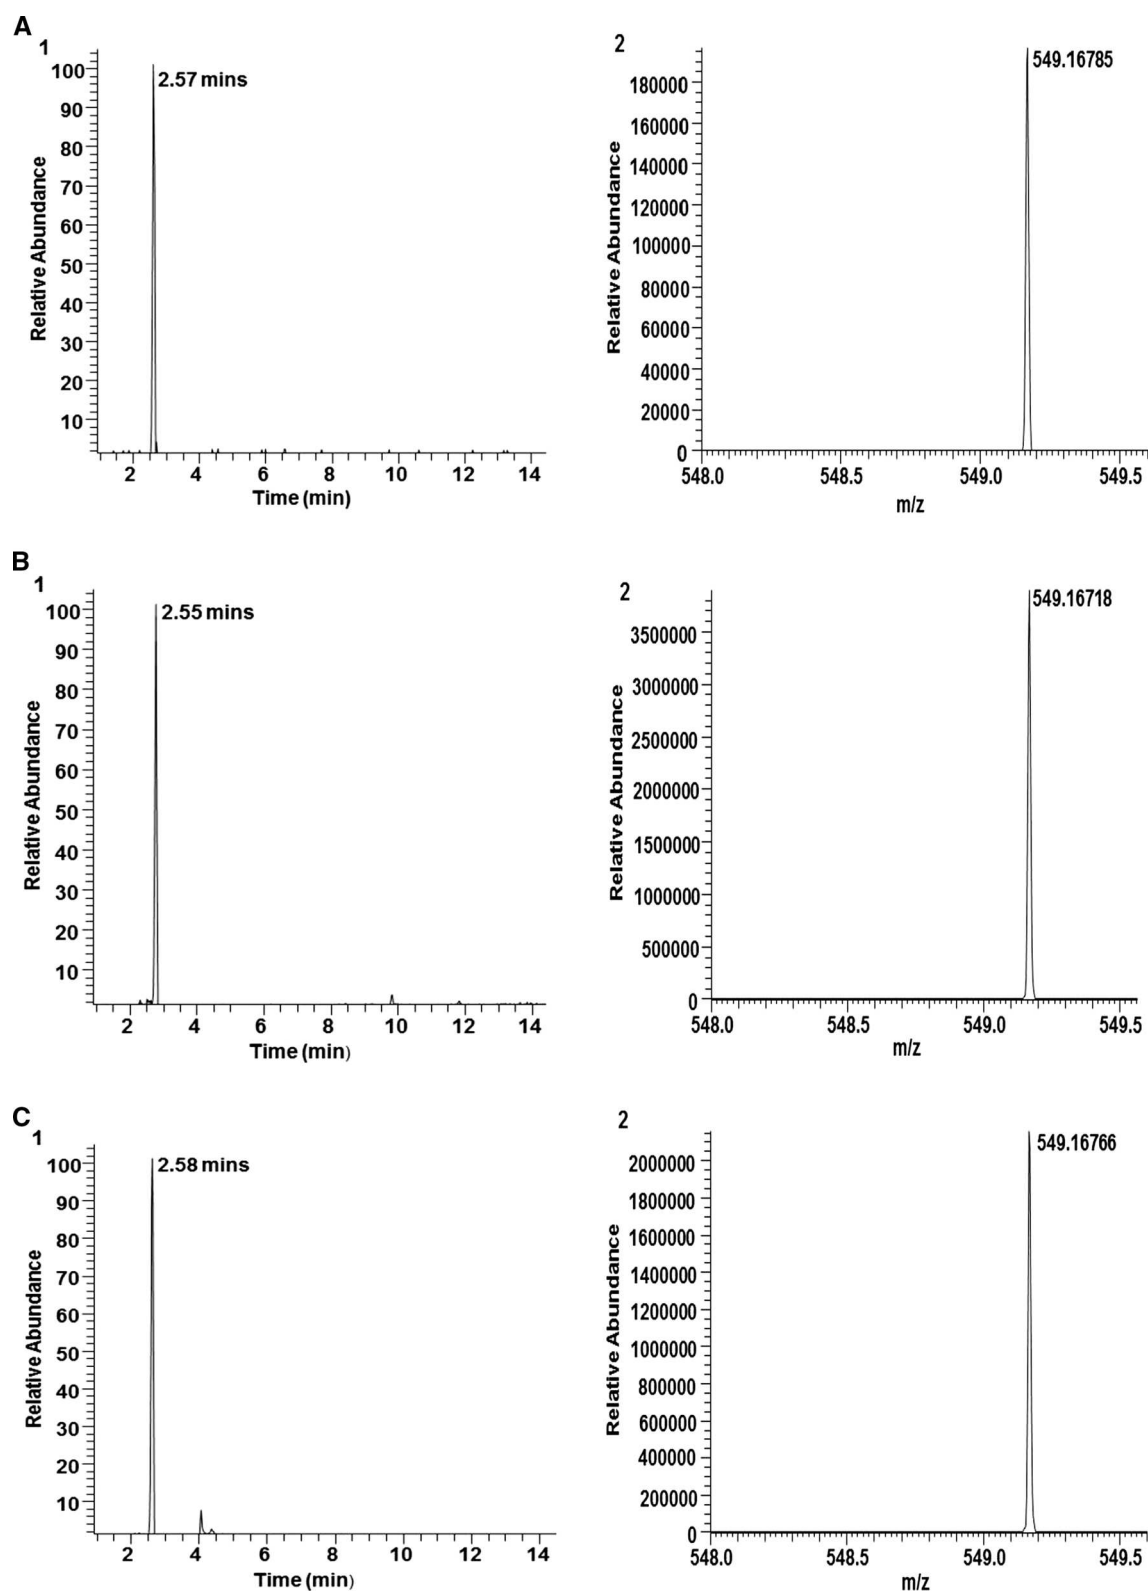 A
1
2.57 mins
100
90
80
70
60
50
40
30
20
10
Relative Abundance
2 4 6 8 10 12 14
Time (min)
2
549.16785
180000
160000
140000
120000
100000
80000
60000
40000
20000
0
Relative Abundance
548.0 548.5 549.0 549.5
m/z
B
1
2.55 mins
100
90
80
70
60
50
40
30
20
10
Relative Abundance
2 4 6 8 10 12 14
Time (min)
2
549.16718
3500000
3000000
2500000
2000000
1500000
1000000
500000
0
Relative Abundance
548.0 548.5 549.0 549.5
m/z
C
1
2.58 mins
100
90
80
70
60
50
40
30
20
10
Relative Abundance
2 4 6 8 10 12 14
Time (min)
2
549.16766
2000000
1800000
1600000
1400000
1200000
1000000
800000
600000
400000
200000
0
Relative Abundance
548.0 548.5 549.0 549.5
m/z